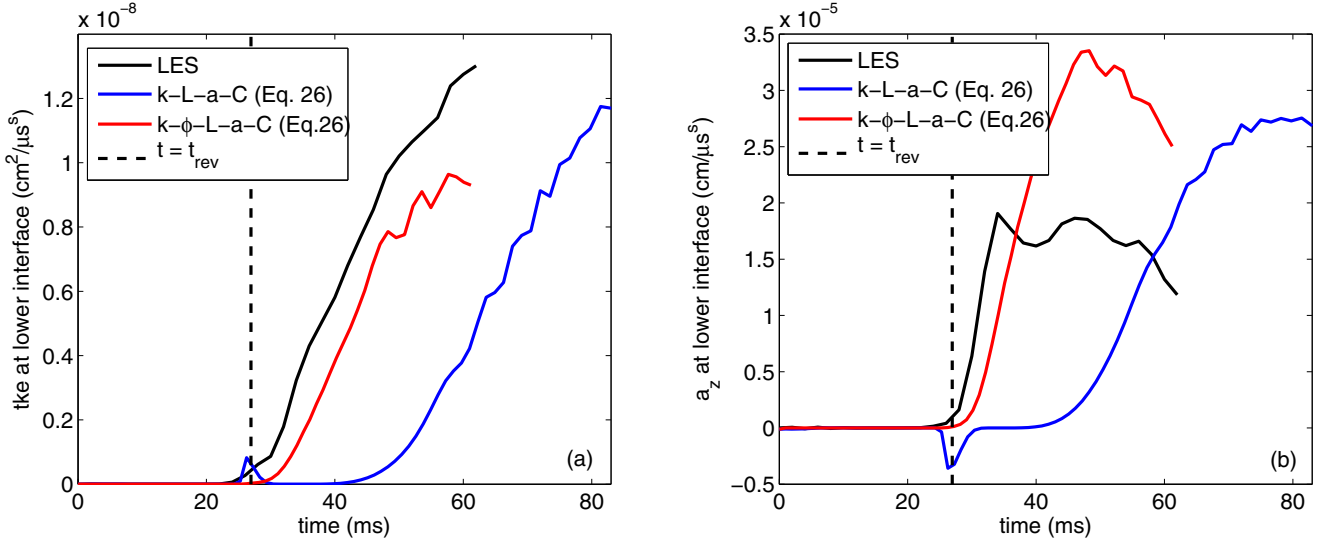 x 10⁻⁸
LES
k−L−a−C (Eq. 26)
k−ϕ−L−a−C (Eq.26)
t = t_rev
1.2
1
0.8
0.6
0.4
0.2
0
0 20 40 60 80
tke at lower interface (cm²/μs^s)
time (ms)
(a)
x 10⁻⁵
LES
k−L−a−C (Eq. 26)
k−ϕ−L−a−C (Eq.26)
t = t_rev
3.5
3
2.5
2
1.5
1
0.5
0
−0.5
0 20 40 60 80
a_z at lower interface (cm/μs^s)
time (ms)
(b)